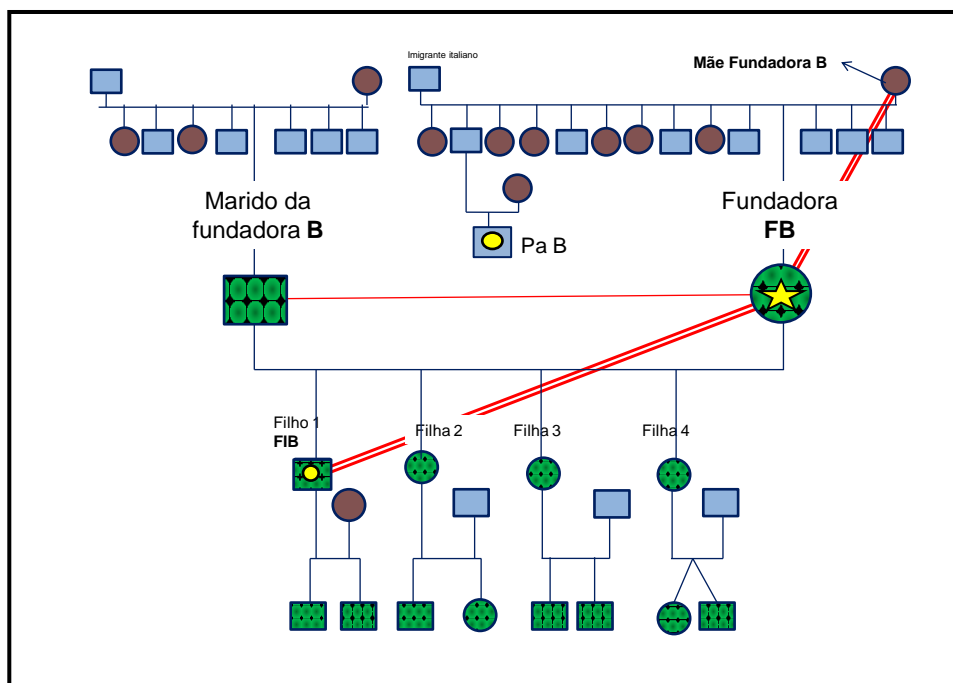 Imigrante italiano
Mãe Fundadora B
Marido da
fundadora B
Fundadora
FB
Pa B
Filho 1
FIB
Filha 2
Filha 3
Filha 4